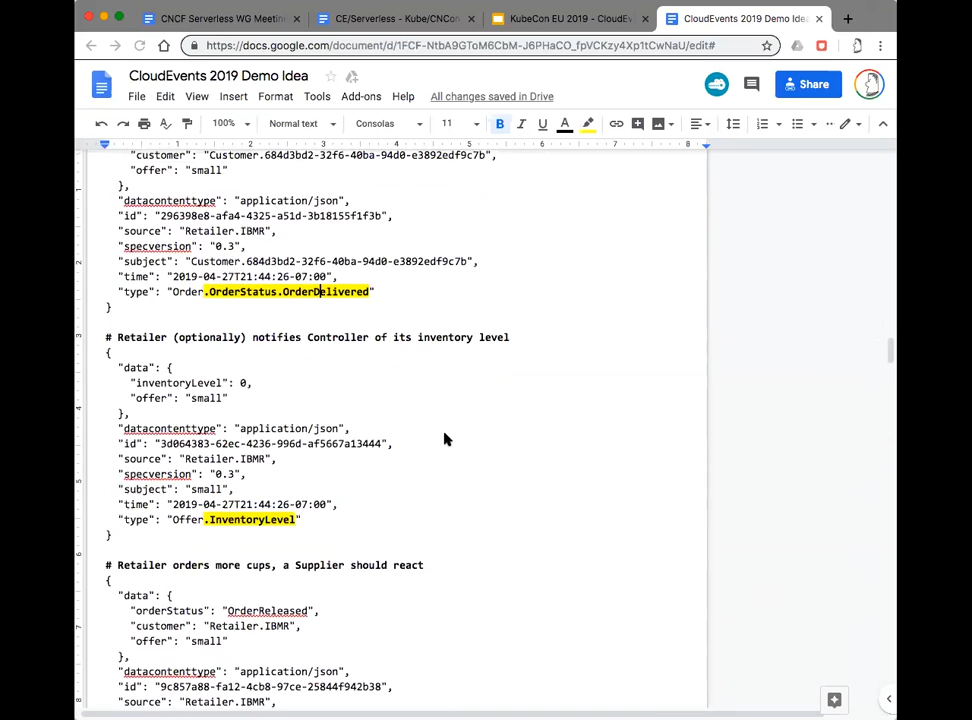 CNCF Serverless WG Meetin
CE/Serverless - Kube/CNCon
KubeCon EU 2019 - CloudEv
CloudEvents 2019 Demo Idea
https://docs.google.com/document/d/1FCF-NtbA9GToM6CbM-J6PHaCO_fpVCKzy4Xp1tCwNaU/edit#
CloudEvents 2019 Demo Idea
Share
File Edit View Insert Format Tools Add-ons Help All changes saved in Drive
100% Normal text Consolas 11 B I U A
1 2 3 4 5 6 7 8
"customer": "Customer.684d3bd2-32f6-40ba-94d0-e3892edf9c7b",
"offer": "small"
},
"datacontenttype": "application/json",
"id": "296398e8-afa4-4325-a51d-3b18155f1f3b",
"source": "Retailer.IBMR",
"specversion": "0.3",
"subject": "Customer.684d3bd2-32f6-40ba-94d0-e3892edf9c7b",
"time": "2019-04-27T21:44:26-07:00",
"type": "Order.OrderStatus.OrderDelivered"
}
# Retailer (optionally) notifies Controller of its inventory level
{
"data": {
"inventoryLevel": 0,
"offer": "small"
},
"datacontenttype": "application/json",
"id": "3d064383-62ec-4236-996d-af5667a13444",
"source": "Retailer.IBMR",
"specversion": "0.3",
"subject": "small",
"time": "2019-04-27T21:44:26-07:00",
"type": "Offer.InventoryLevel"
}
# Retailer orders more cups, a Supplier should react
{
"data": {
"orderStatus": "OrderReleased",
"customer": "Retailer.IBMR",
"offer": "small"
},
"datacontenttype": "application/json",
"id": "9c857a88-fa12-4cb8-97ce-25844f942b38",
"source": "Retailer.IBMR",